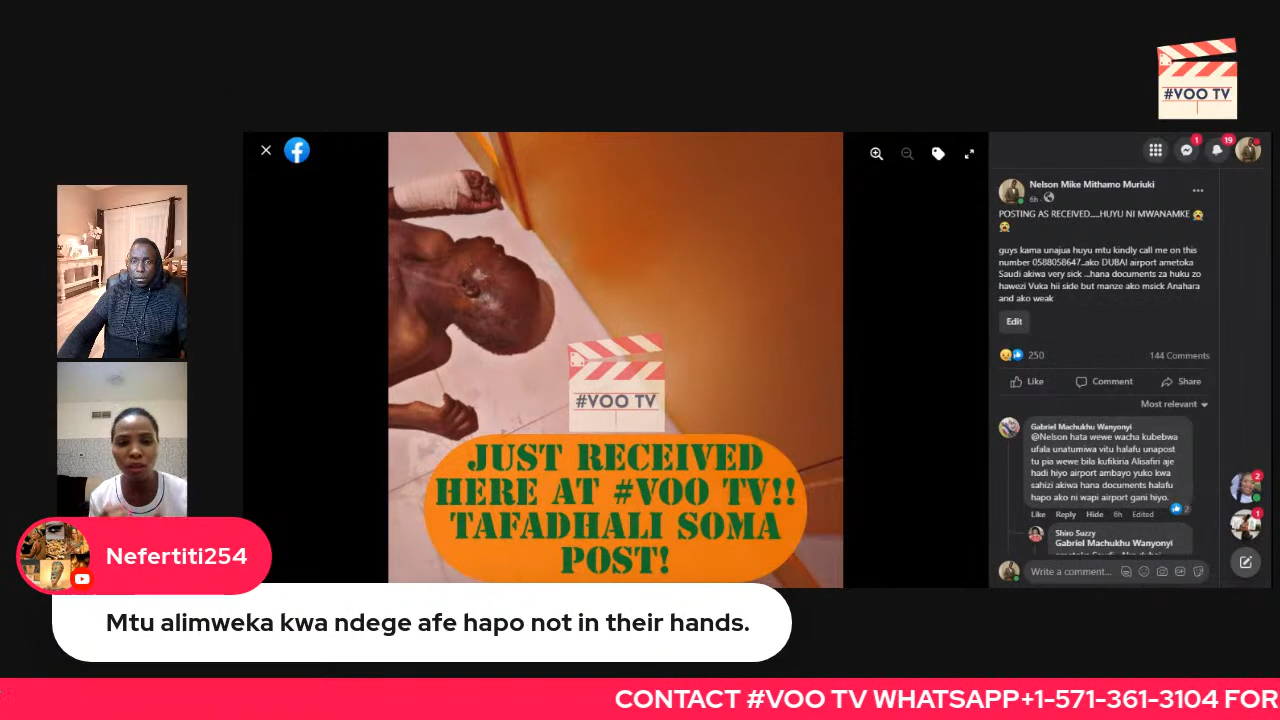 #VOO TV
1
19
Nelson Mike Mithamo Muriuki
6h
POSTING AS RECEIVED.....HUYU NI MWANAMKE
guys kama unajua huyu mtu kindly call me on this
number 0588058647..ako DUBAI airport ametoka
Saudi akiwa very sick ...hana documents za huku zo
hawezi Vuka hii side but manze ako msick Anahara
and ako weak
Edit
250
144 Comments
Like
Comment
Share
Most relevant
Gabriel Machukhu Wanyonyi
@Nelson hata wewe wacha kubebwa
ufala unatumiwa vitu halafu unapost
tu pia wewe bila kufikiria Alisafiri aje
hadi hiyo airport ambayo yuko kwa
sahizi akiwa hana documents halafu
hapo ako ni wapi airport gani hiyo.
2
Like Reply Hide 6h Edited
Shiro Sazzy
Gabriel Machukhu Wanyonyi
Write a comment...
2
1
#VOO TV
JUST RECEIVED
HERE AT #VOO TV!!
TAFADHALI SOMA
POST!
Nefertiti254
Mtu alimweka kwa ndege afe hapo not in their hands.
CONTACT #VOO TV WHATSAPP+1-571-361-3104 FOR